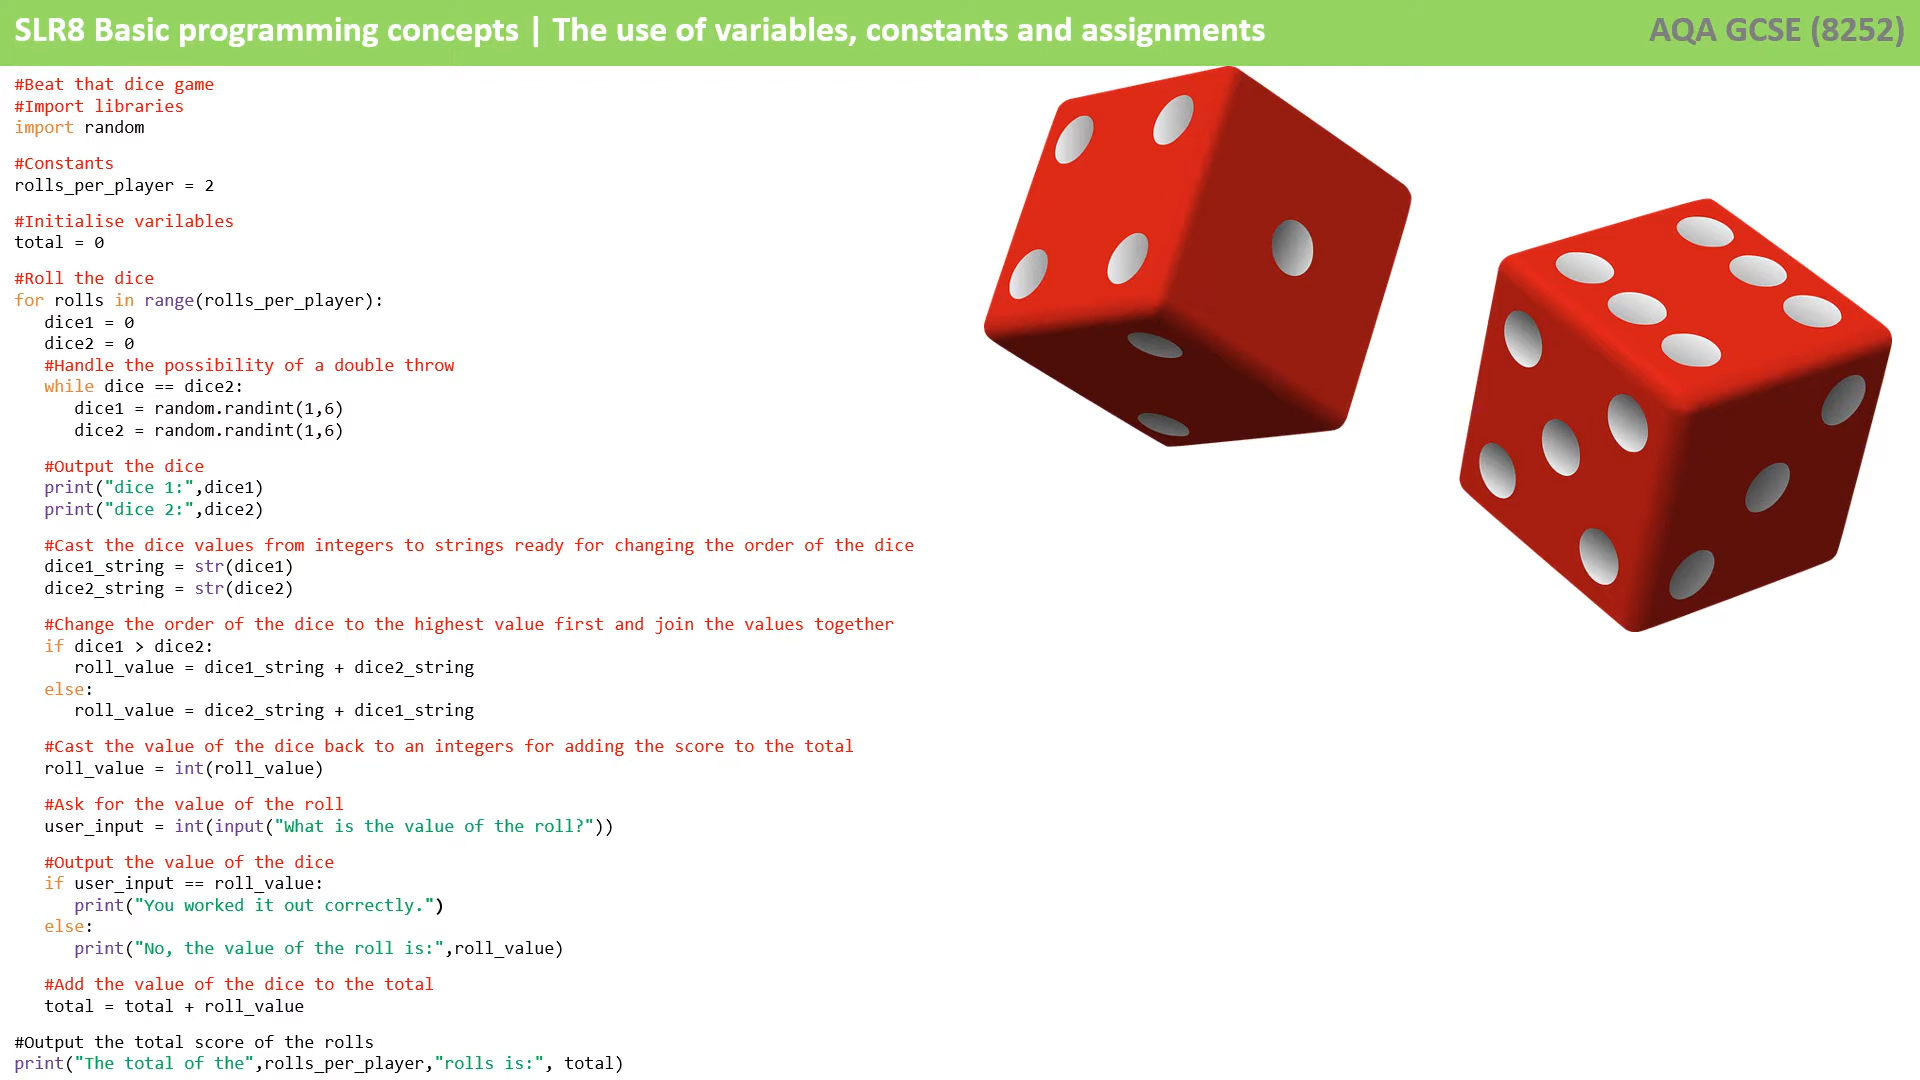 SLR8 Basic programming concepts | The use of variables, constants and assignments
AQA GCSE (8252)
#Beat that dice game
#Import libraries
import random
#Constants
rolls_per_player = 2
#Initialise varilables
total = 0
#Roll the dice
for rolls in range(rolls_per_player):
   dice1 = 0
   dice2 = 0
   #Handle the possibility of a double throw
   while dice == dice2:
      dice1 = random.randint(1,6)
      dice2 = random.randint(1,6)
   #Output the dice
   print("dice 1:",dice1)
   print("dice 2:",dice2)
   #Cast the dice values from integers to strings ready for changing the order of the dice
   dice1_string = str(dice1)
   dice2_string = str(dice2)
   #Change the order of the dice to the highest value first and join the values together
   if dice1 > dice2:
      roll_value = dice1_string + dice2_string
   else:
      roll_value = dice2_string + dice1_string
   #Cast the value of the dice back to an integers for adding the score to the total
   roll_value = int(roll_value)
   #Ask for the value of the roll
   user_input = int(input("What is the value of the roll?"))
   #Output the value of the dice
   if user_input == roll_value:
      print("You worked it out correctly.")
   else:
      print("No, the value of the roll is:",roll_value)
   #Add the value of the dice to the total
   total = total + roll_value
#Output the total score of the rolls
print("The total of the",rolls_per_player,"rolls is:", total)